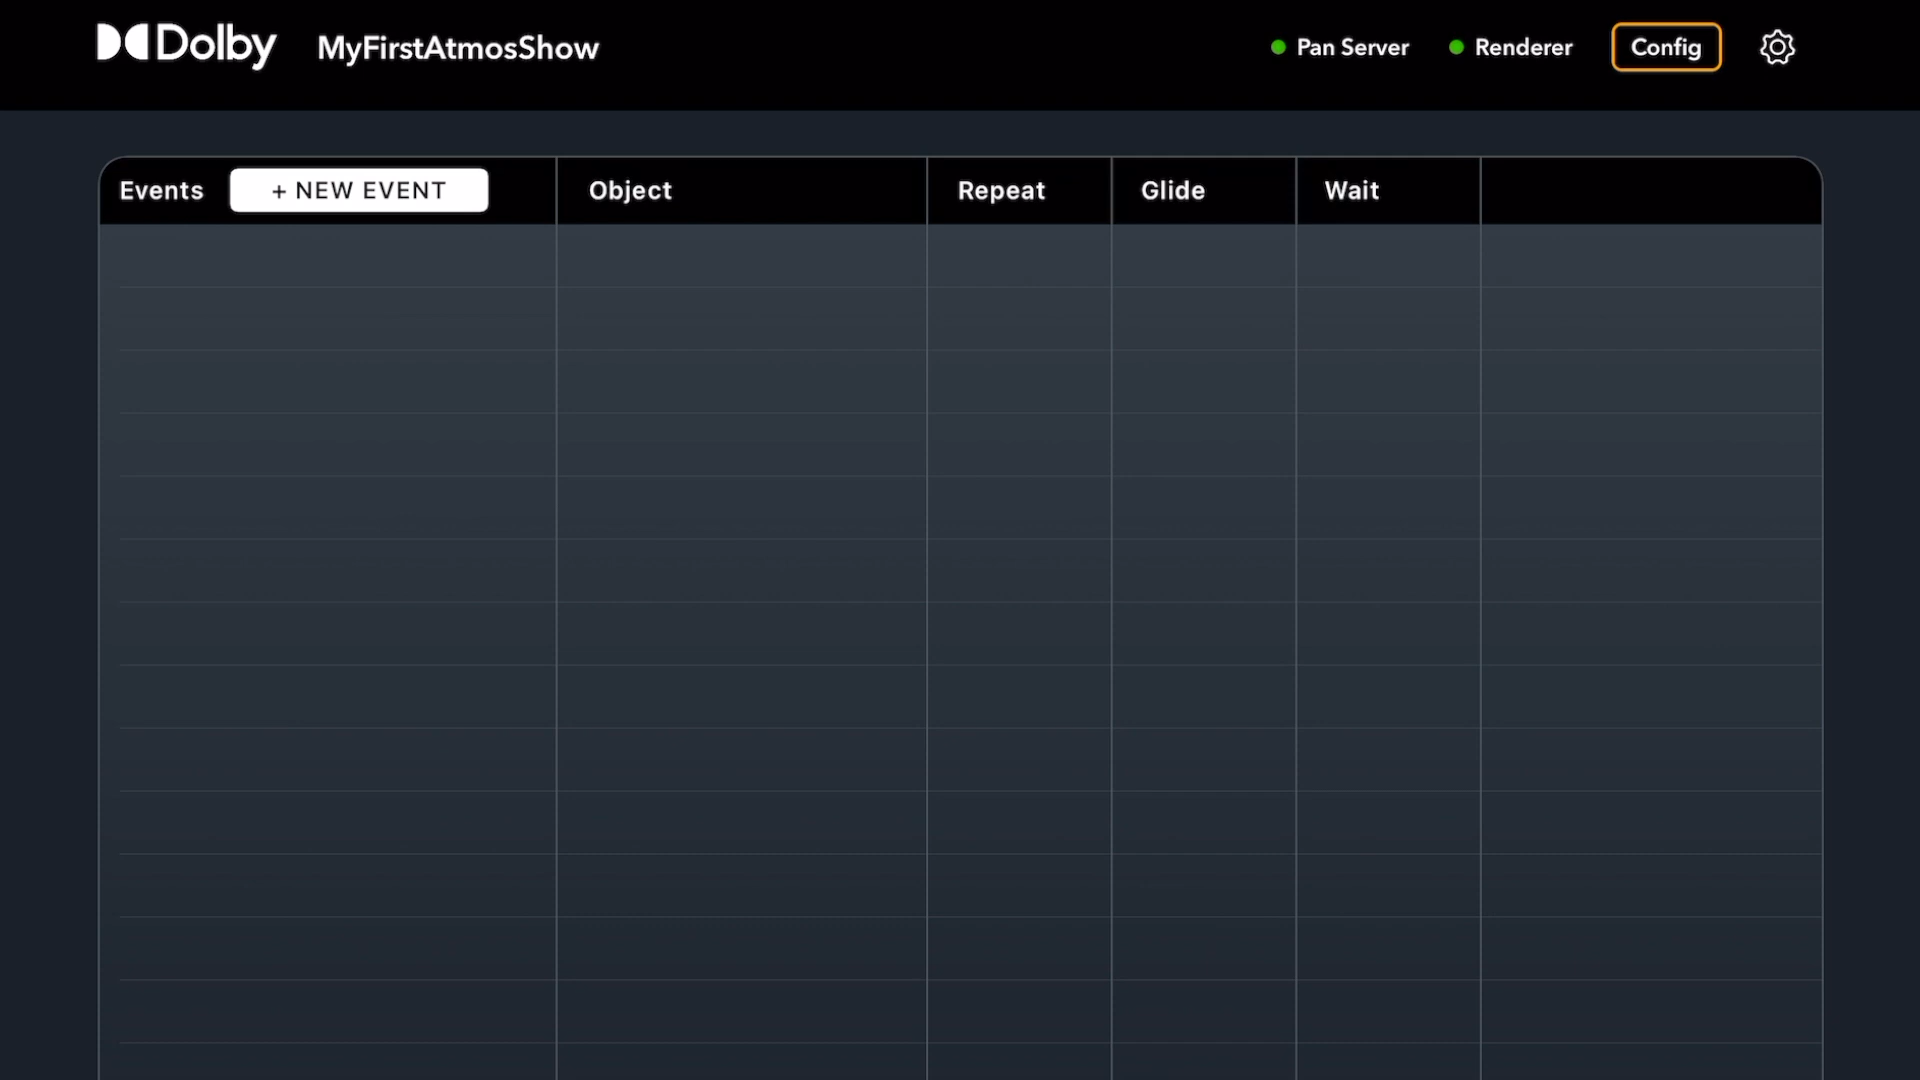 Dolby MyFirstAtmosShow Pan Server Renderer Config
Events + NEW EVENT Object Repeat Glide Wait